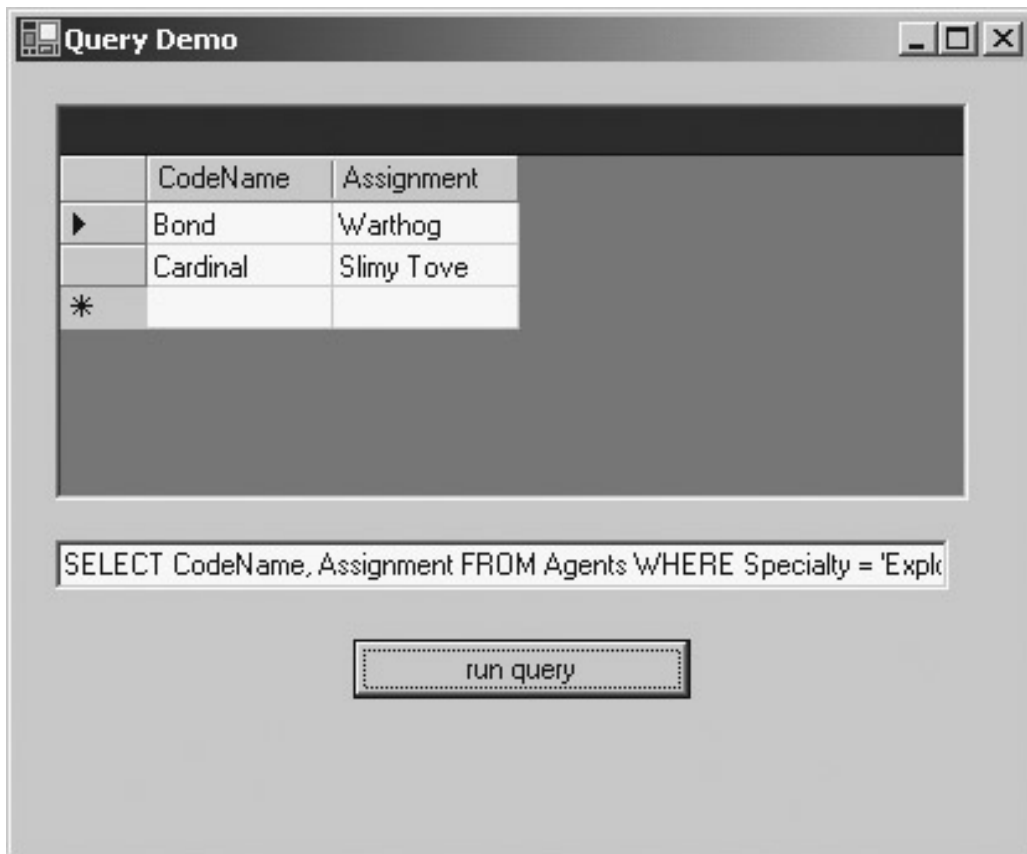 Query Demo
CodeName Assignment
Bond Warthog
Cardinal Slimy Tove
SELECT CodeName, Assignment FROM Agents WHERE Specialty = 'Explo
run query